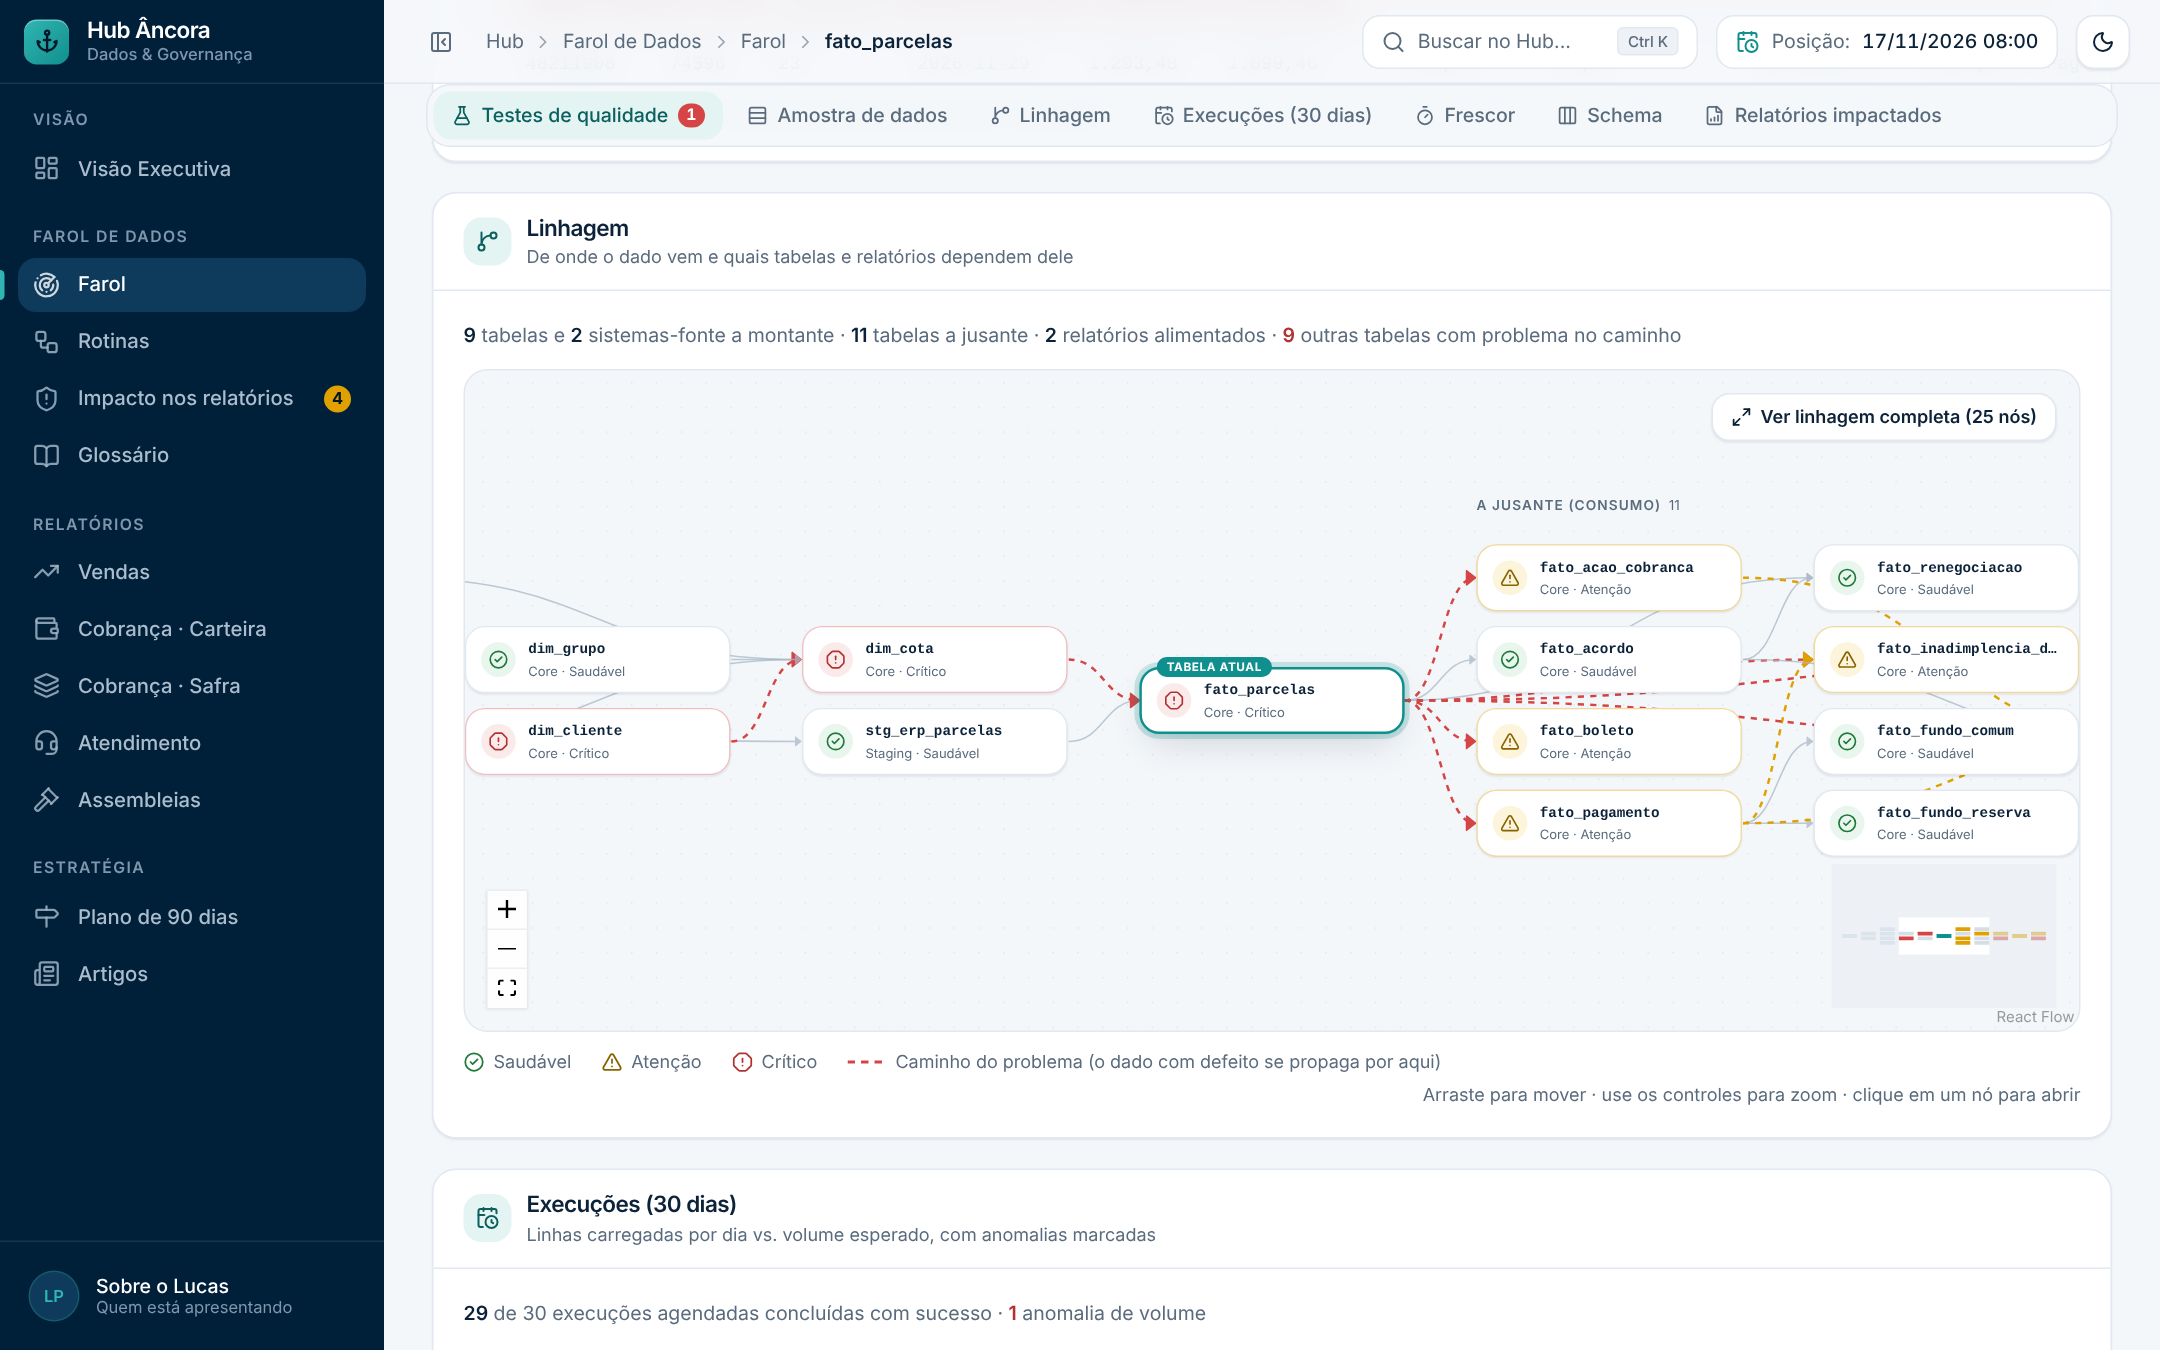 Hub Âncora
Dados & Governança
VISÃO
Visão Executiva
FAROL DE DADOS
Farol
Rotinas
Impacto nos relatórios 4
Glossário
RELATÓRIOS
Vendas
Cobrança · Carteira
Cobrança · Safra
Atendimento
Assembleias
ESTRATÉGIA
Plano de 90 dias
Artigos
LP
Sobre o Lucas
Quem está apresentando
Hub > Farol de Dados > Farol > fato_parcelas
Buscar no Hub... Ctrl K
Posição: 17/11/2026 08:00
Testes de qualidade 1
Amostra de dados
Linhagem
Execuções (30 dias)
Frescor
Schema
Relatórios impactados
Linhagem
De onde o dado vem e quais tabelas e relatórios dependem dele
9 tabelas e 2 sistemas-fonte a montante · 11 tabelas a jusante · 2 relatórios alimentados · 9 outras tabelas com problema no caminho
Ver linhagem completa (25 nós)
A JUSANTE (CONSUMO) 11
dim_grupo
Core · Saudável
dim_cliente
Core · Crítico
dim_cota
Core · Crítico
stg_erp_parcelas
Staging · Saudável
TABELA ATUAL
fato_parcelas
Core · Crítico
fato_acao_cobranca
Core · Atenção
fato_acordo
Core · Saudável
fato_boleto
Core · Atenção
fato_pagamento
Core · Atenção
fato_renegociacao
Core · Saudável
fato_inadimplencia_d…
Core · Atenção
fato_fundo_comum
Core · Saudável
fato_fundo_reserva
Core · Saudável
React Flow
Saudável
Atenção
Crítico
Caminho do problema (o dado com defeito se propaga por aqui)
Arraste para mover · use os controles para zoom · clique em um nó para abrir
Execuções (30 dias)
Linhas carregadas por dia vs. volume esperado, com anomalias marcadas
29 de 30 execuções agendadas concluídas com sucesso · 1 anomalia de volume